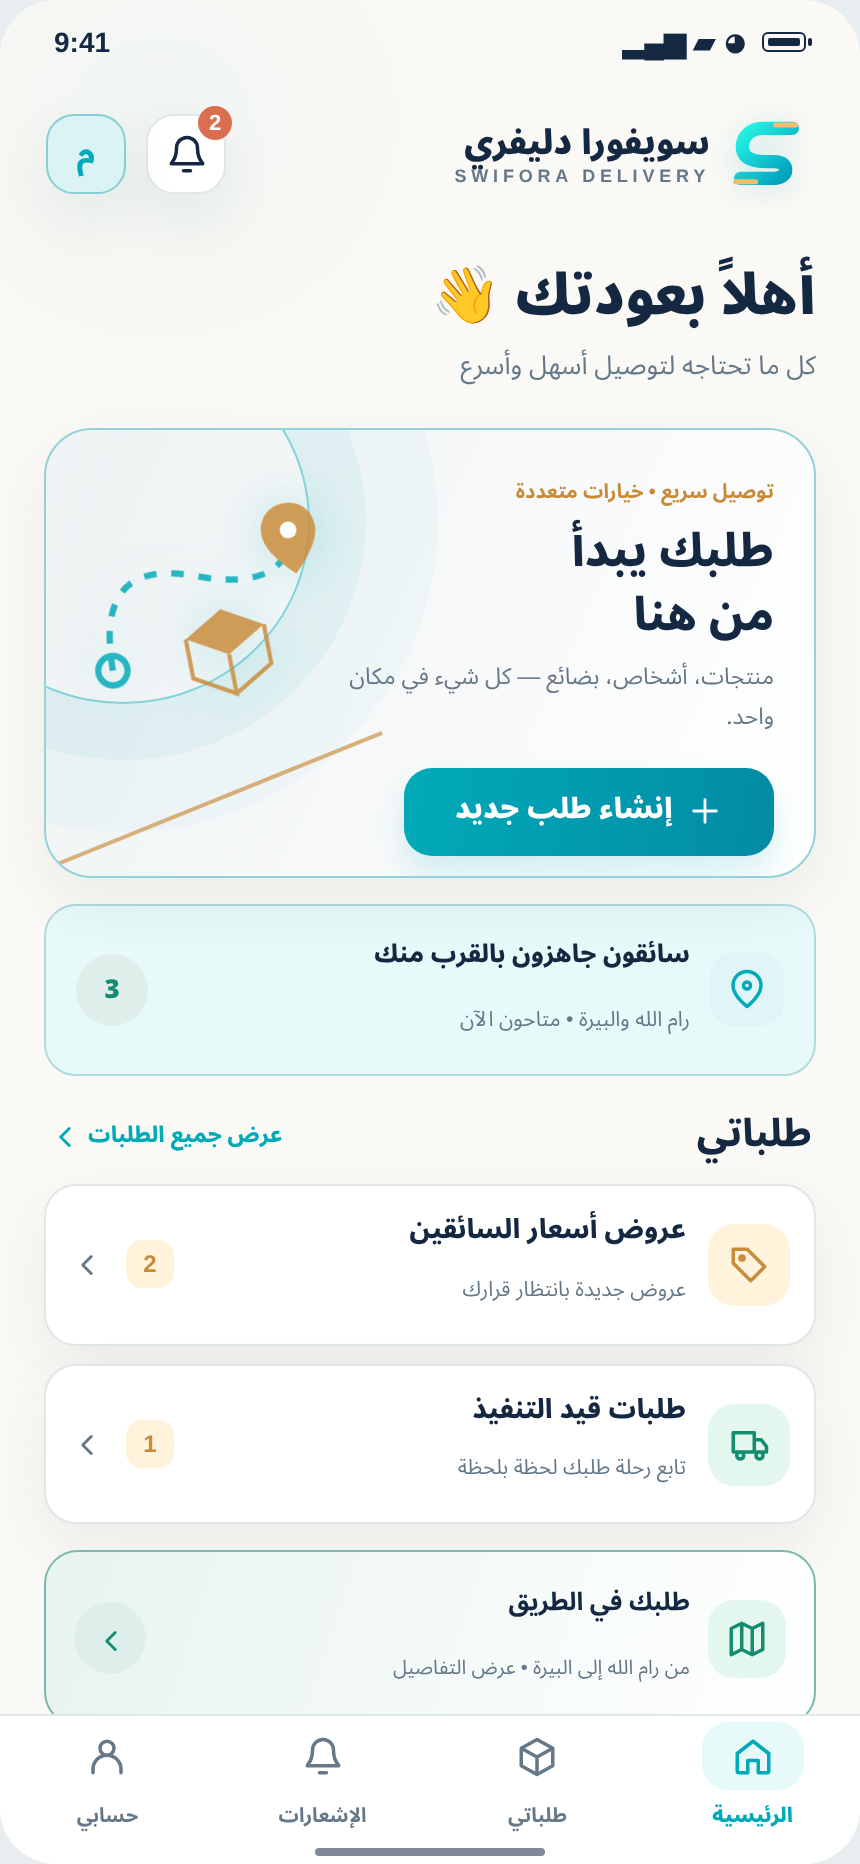 9:41
سويفورا دليفري
SWIFORA DELIVERY
2
م
أهلاً بعودتك 👋
كل ما تحتاجه لتوصيل أسهل وأسرع
توصيل سريع • خيارات متعددة
طلبك يبدأ
من هنا
منتجات، أشخاص، بضائع — كل شيء في مكان
واحد.
إنشاء طلب جديد
سائقون جاهزون بالقرب منك
رام الله والبيرة • متاحون الآن
3
طلباتي
عرض جميع الطلبات
عروض أسعار السائقين
عروض جديدة بانتظار قرارك
2
طلبات قيد التنفيذ
تابع رحلة طلبك لحظة بلحظة
1
طلبك في الطريق
من رام الله إلى البيرة • عرض التفاصيل
الرئيسية
طلباتي
الإشعارات
حسابي